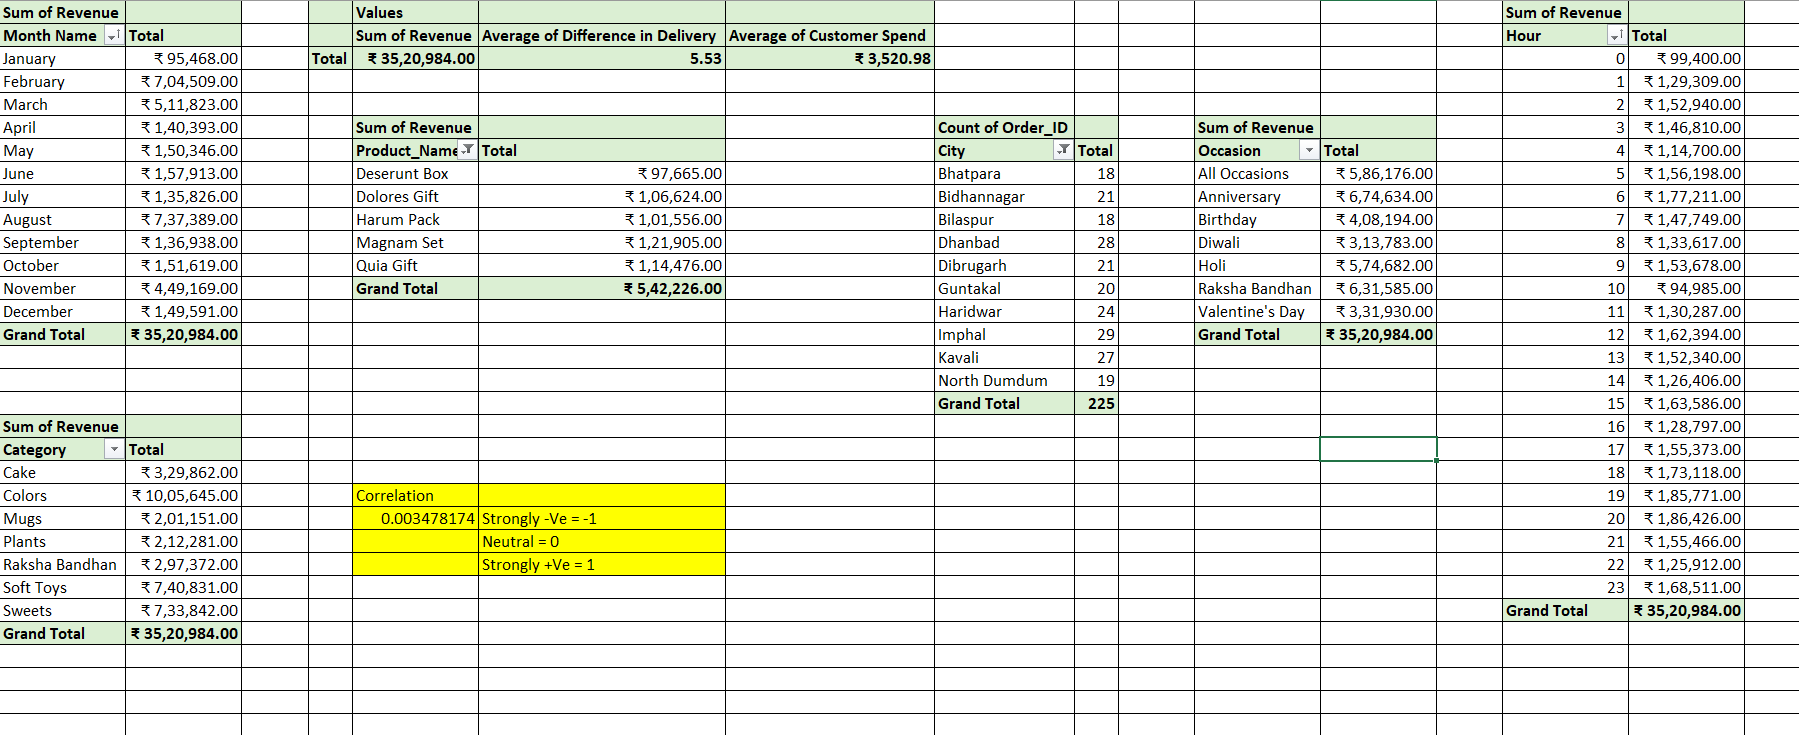 Sum of Revenue
Month Name Total
January ₹ 95,468.00
February ₹ 7,04,509.00
March ₹ 5,11,823.00
April ₹ 1,40,393.00
May ₹ 1,50,346.00
June ₹ 1,57,913.00
July ₹ 1,35,826.00
August ₹ 7,37,389.00
September ₹ 1,36,938.00
October ₹ 1,51,619.00
November ₹ 4,49,169.00
December ₹ 1,49,591.00
Grand Total ₹ 35,20,984.00
Sum of Revenue
Category Total
Cake ₹ 3,29,862.00
Colors ₹ 10,05,645.00
Mugs ₹ 2,01,151.00
Plants ₹ 2,12,281.00
Raksha Bandhan ₹ 2,97,372.00
Soft Toys ₹ 7,40,831.00
Sweets ₹ 7,33,842.00
Grand Total ₹ 35,20,984.00
Values
Sum of Revenue Average of Difference in Delivery Average of Customer Spend
Total ₹ 35,20,984.00 5.53 ₹ 3,520.98
Sum of Revenue
Product_Name Total
Deserunt Box ₹ 97,665.00
Dolores Gift ₹ 1,06,624.00
Harum Pack ₹ 1,01,556.00
Magnam Set ₹ 1,21,905.00
Quia Gift ₹ 1,14,476.00
Grand Total ₹ 5,42,226.00
Correlation
0.003478174 Strongly -Ve = -1
Neutral = 0
Strongly +Ve = 1
Count of Order_ID
City Total
Bhatpara 18
Bidhannagar 21
Bilaspur 18
Dhanbad 28
Dibrugarh 21
Guntakal 20
Haridwar 24
Imphal 29
Kavali 27
North Dumdum 19
Grand Total 225
Sum of Revenue
Occasion Total
All Occasions ₹ 5,86,176.00
Anniversary ₹ 6,74,634.00
Birthday ₹ 4,08,194.00
Diwali ₹ 3,13,783.00
Holi ₹ 5,74,682.00
Raksha Bandhan ₹ 6,31,585.00
Valentine's Day ₹ 3,31,930.00
Grand Total ₹ 35,20,984.00
Sum of Revenue
Hour Total
0 ₹ 99,400.00
1 ₹ 1,29,309.00
2 ₹ 1,52,940.00
3 ₹ 1,46,810.00
4 ₹ 1,14,700.00
5 ₹ 1,56,198.00
6 ₹ 1,77,211.00
7 ₹ 1,47,749.00
8 ₹ 1,33,617.00
9 ₹ 1,53,678.00
10 ₹ 94,985.00
11 ₹ 1,30,287.00
12 ₹ 1,62,394.00
13 ₹ 1,52,340.00
14 ₹ 1,26,406.00
15 ₹ 1,63,586.00
16 ₹ 1,28,797.00
17 ₹ 1,55,373.00
18 ₹ 1,73,118.00
19 ₹ 1,85,771.00
20 ₹ 1,86,426.00
21 ₹ 1,55,466.00
22 ₹ 1,25,912.00
23 ₹ 1,68,511.00
Grand Total ₹ 35,20,984.00